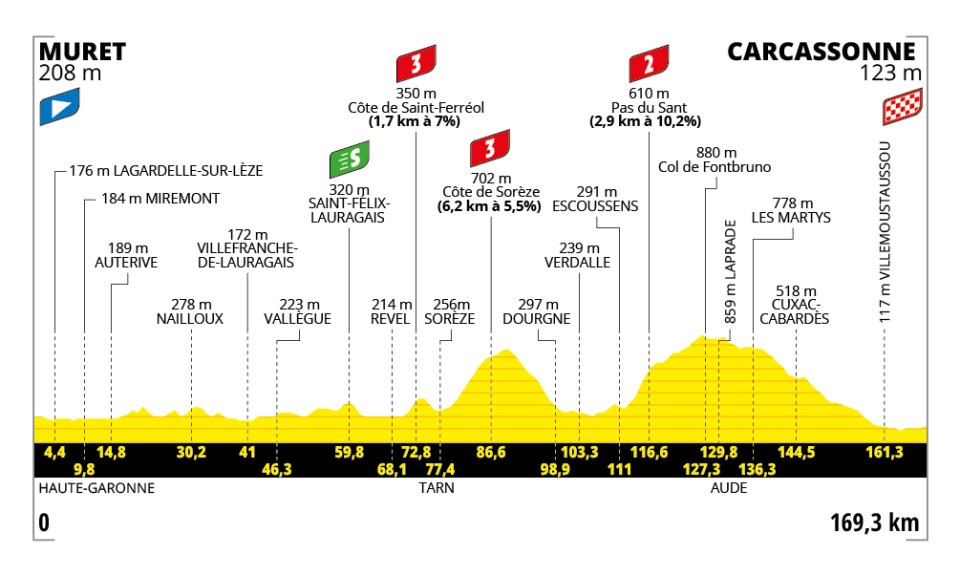 MURET
208 m
CARCASSONNE
123 m
3
350 m
Côte de Saint-Ferréol
(1,7 km à 7%)
2
610 m
Pas du Sant
(2,9 km à 10,2%)
S
320 m
SAINT-FÉLIX-
LAURAGAIS
3
702 m
Côte de Sorèze
(6,2 km à 5,5%)
880 m
Col de Fontbruno
176 m LAGARDELLE-SUR-LÈZE
184 m MIREMONT
189 m
AUTERIVE
172 m
VILLEFRANCHE-
DE-LAURAGAIS
291 m
ESCOUSSENS
239 m
VERDALLE
778 m
LES MARTYS
859 m LAPRADE
117 m VILLEMOUSTAUSSOU
278 m
NAILLOUX
223 m
VALLÈGUE
214 m
REVEL
256m
SORÈZE
297 m
DOURGNE
518 m
CUXAC-
CABARDÈS
4,4 14,8 30,2 41 59,8 72,8 86,6 103,3 116,6 129,8 144,5 161,3
9,8 46,3 68,1 77,4 98,9 111 127,3 136,3
HAUTE-GARONNE TARN AUDE
0 169,3 km